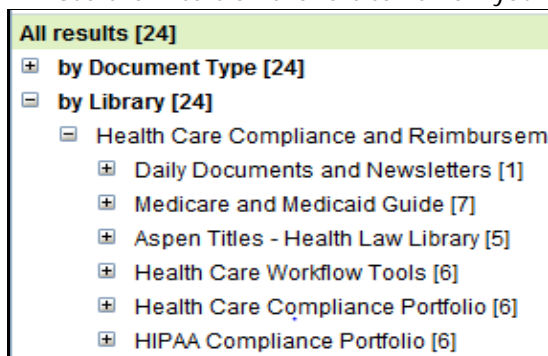 All results [24]
by Document Type [24]
by Library [24]
Health Care Compliance and Reimbursem
Daily Documents and Newsletters [1]
Medicare and Medicaid Guide [7]
Aspen Titles - Health Law Library [5]
Health Care Workflow Tools [6]
Health Care Compliance Portfolio [6]
HIPAA Compliance Portfolio [6]